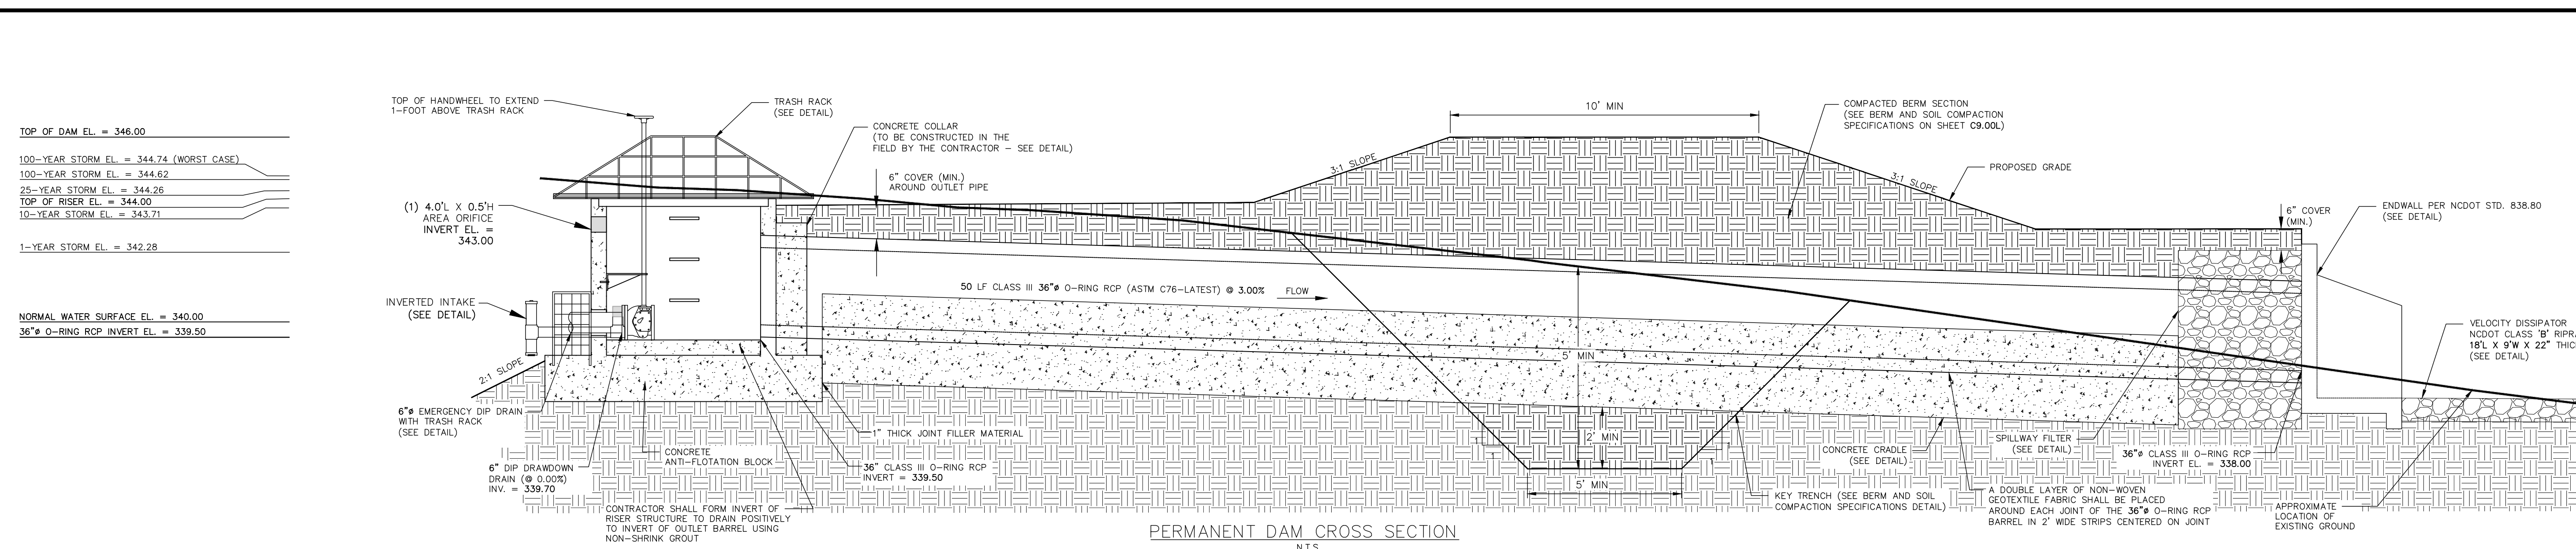 TOP OF DAM EL. = 346.00
100-YEAR STORM EL. = 344.74 (WORST CASE)
100-YEAR STORM EL. = 344.62
25-YEAR STORM EL. = 344.26
TOP OF RISER EL. = 344.00
10-YEAR STORM EL. = 343.71
1-YEAR STORM EL. = 342.28
NORMAL WATER SURFACE EL. = 340.00
36"ø O-RING RCP INVERT EL. = 339.50
TOP OF HANDWHEEL TO EXTEND
1-FOOT ABOVE TRASH RACK
TRASH RACK
(SEE DETAIL)
CONCRETE COLLAR
(TO BE CONSTRUCTED IN THE
FIELD BY THE CONTRACTOR - SEE DETAIL)
6" COVER (MIN.)
AROUND OUTLET PIPE
(1) 4.0'L X 0.5'H
AREA ORIFICE
INVERT EL. =
343.00
INVERTED INTAKE
(SEE DETAIL)
2:1 SLOPE
6"ø EMERGENCY DIP DRAIN
WITH TRASH RACK
(SEE DETAIL)
6" DIP DRAWDOWN
DRAIN (@ 0.00%)
INV. = 339.70
CONCRETE
ANTI-FLOTATION BLOCK
CONTRACTOR SHALL FORM INVERT OF
RISER STRUCTURE TO DRAIN POSITIVELY
TO INVERT OF OUTLET BARREL USING
NON-SHRINK GROUT
1" THICK JOINT FILLER MATERIAL
36" CLASS III O-RING RCP
INVERT = 339.50
50 LF CLASS III 36"ø O-RING RCP (ASTM C76-LATEST) @ 3.00%
FLOW
10' MIN
3:1 SLOPE
3:1 SLOPE
COMPACTED BERM SECTION
(SEE BERM AND SOIL COMPACTION
SPECIFICATIONS ON SHEET C9.00L)
PROPOSED GRADE
5' MIN
2' MIN
1
1
1
1
5' MIN
KEY TRENCH (SEE BERM AND SOIL
COMPACTION SPECIFICATIONS DETAIL)
CONCRETE CRADLE
(SEE DETAIL)
SPILLWAY FILTER
(SEE DETAIL)
A DOUBLE LAYER OF NON-WOVEN
GEOTEXTILE FABRIC SHALL BE PLACED
AROUND EACH JOINT OF THE 36"ø O-RING RCP
BARREL IN 2' WIDE STRIPS CENTERED ON JOINT
36"ø CLASS III O-RING RCP
INVERT EL. = 338.00
APPROXIMATE
LOCATION OF
EXISTING GROUND
6" COVER
(MIN.)
ENDWALL PER NCDOT STD. 838.80
(SEE DETAIL)
VELOCITY DISSIPATOR
NCDOT CLASS 'B'
18'L X 9'W X 22"
(SEE DETAIL)
PERMANENT DAM CROSS SECTION
N.T.S.